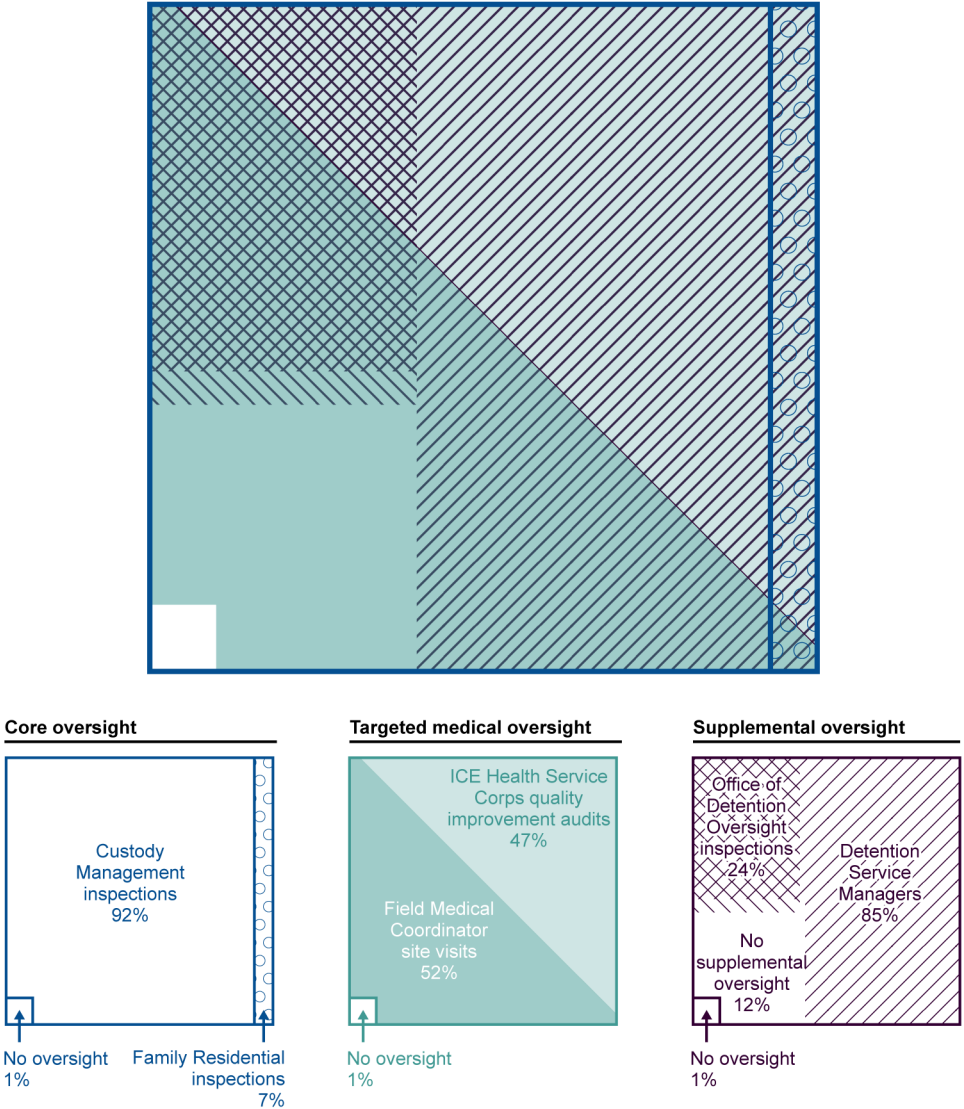 Core oversight
Custody
Management
inspections
92%
No oversight
1%
Family Residential
inspections
7%
Targeted medical oversight
ICE Health Service
Corps quality
improvement audits
47%
Field Medical
Coordinator
site visits
52%
No oversight
1%
Supplemental oversight
Office of
Detention
Oversight
inspections
24%
Detention
Service
Managers
85%
No
supplemental
oversight
12%
No oversight
1%